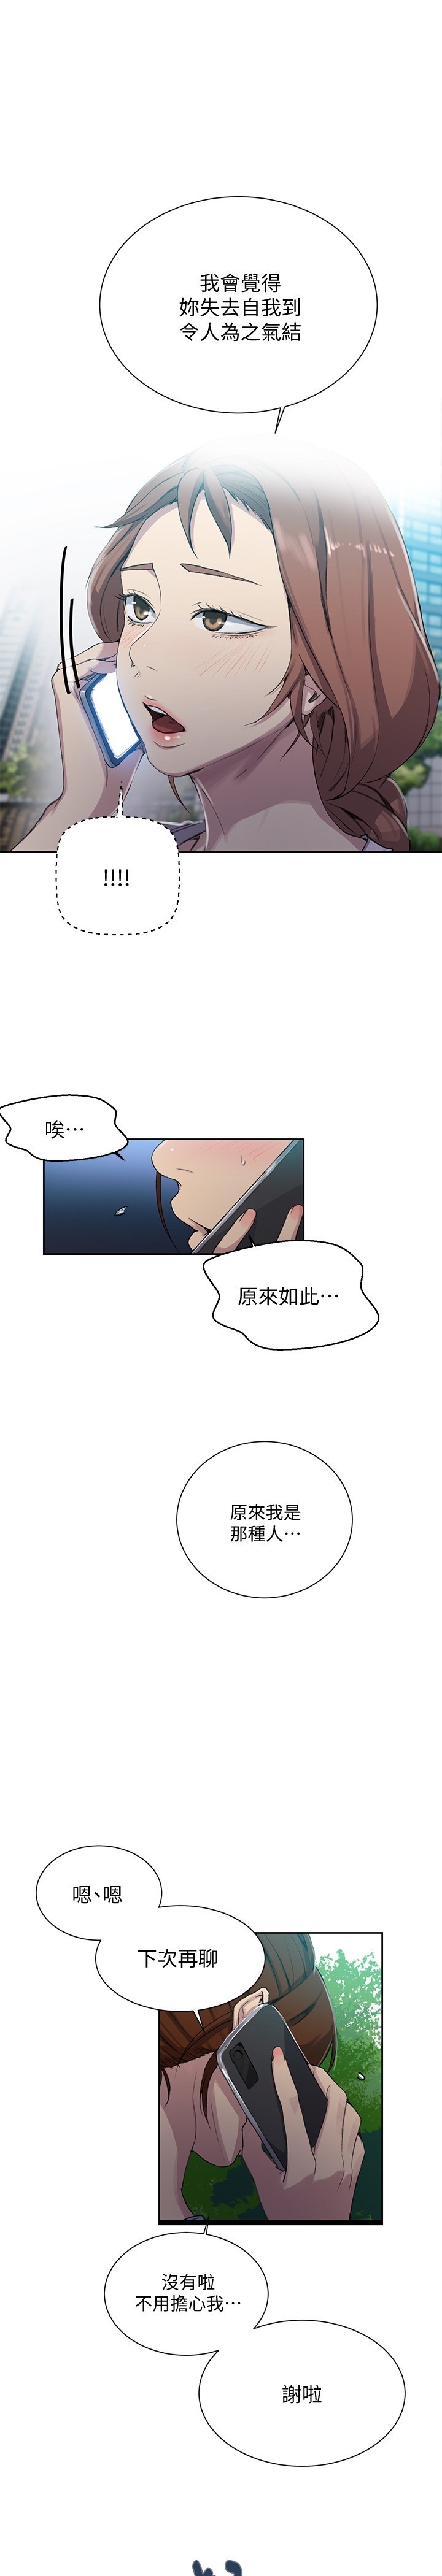 我會覺得
妳失去自我到
令人為之氣結
!!!!
唉⋯
原來如此⋯
原來我是
那種人⋯
嗯、嗯
下次再聊
沒有啦
不用擔心我⋯
謝啦